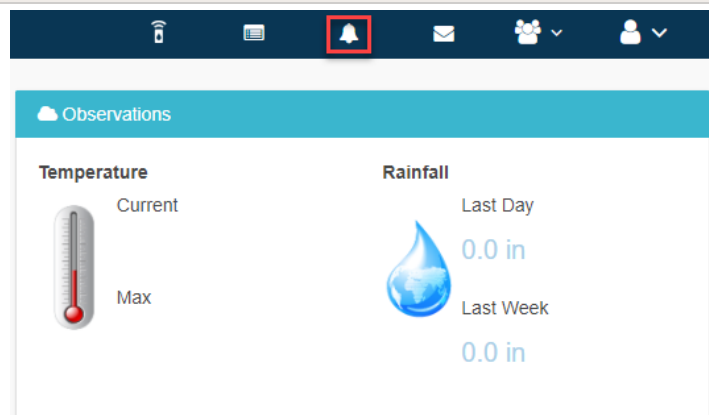 Observations
Temperature
Current
Max
Rainfall
Last Day
0.0 in
Last Week
0.0 in